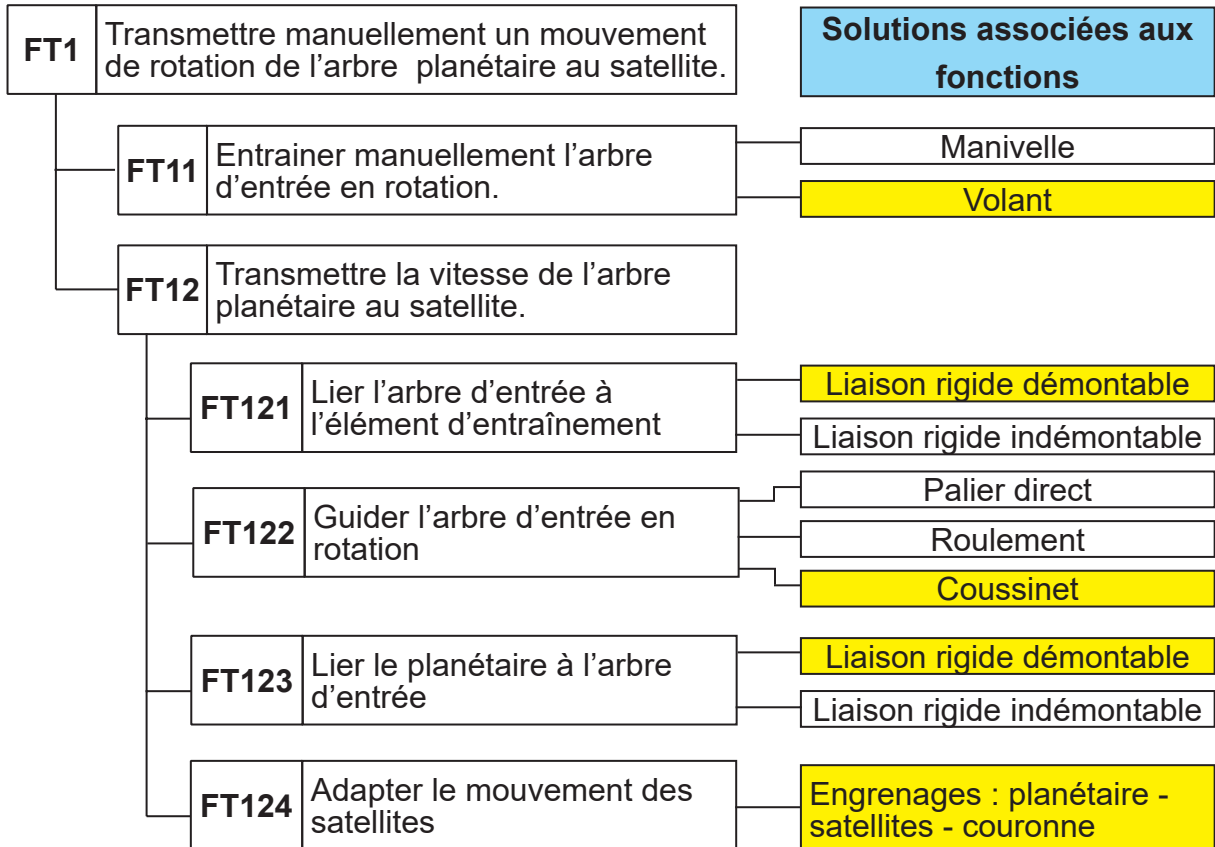 FT1
Transmettre manuellement un mouvement
de rotation de l’arbre planétaire au satellite.
Solutions associées aux
fonctions
FT11
Entrainer manuellement l’arbre
d’entrée en rotation.
Manivelle
Volant
FT12
Transmettre la vitesse de l’arbre
planétaire au satellite.
FT121
Lier l’arbre d’entrée à
l’élément d’entraînement
Liaison rigide démontable
Liaison rigide indémontable
FT122
Guider l’arbre d’entrée en
rotation
Palier direct
Roulement
Coussinet
FT123
Lier le planétaire à l’arbre
d’entrée
Liaison rigide démontable
Liaison rigide indémontable
FT124
Adapter le mouvement des
satellites
Engrenages : planétaire -
satellites - couronne